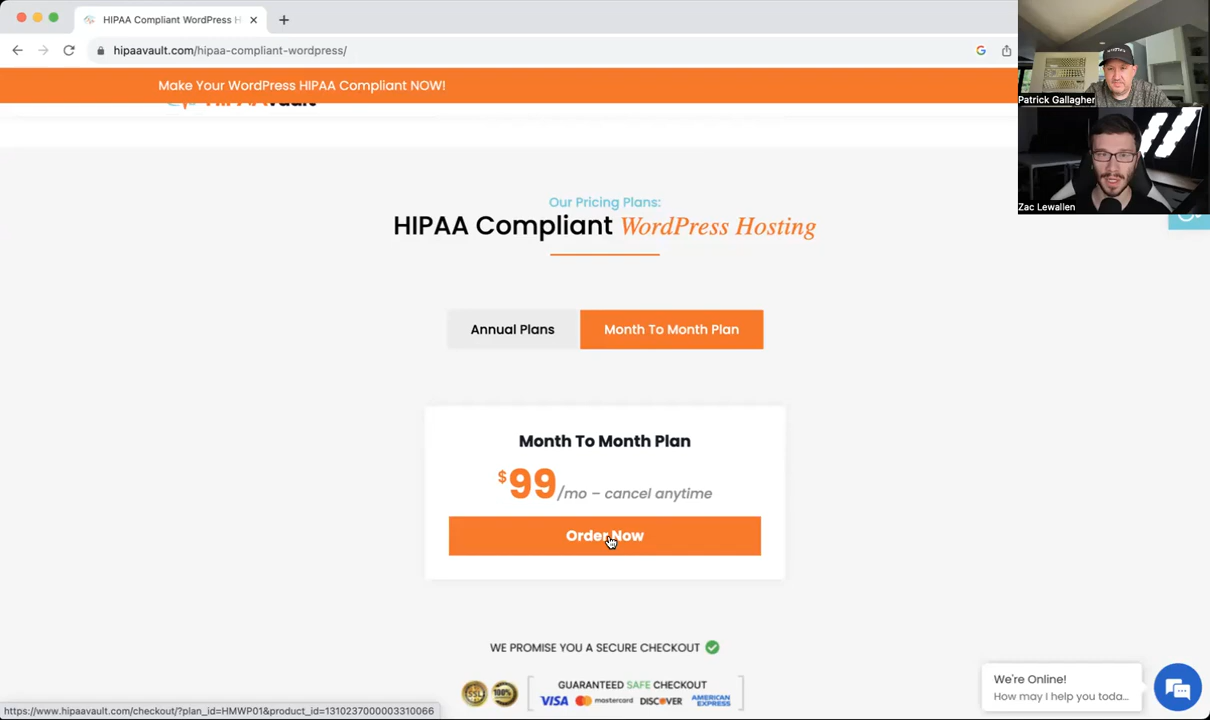 HIPAA Compliant WordPress H
hipaavault.com/hipaa-compliant-wordpress/
Make Your WordPress HIPAA Compliant NOW!
Patrick Gallagher
Zac Lewallen
Our Pricing Plans:
HIPAA Compliant WordPress Hosting
Annual Plans
Month To Month Plan
Month To Month Plan
$99/mo – cancel anytime
Order Now
WE PROMISE YOU A SECURE CHECKOUT
GUARANTEED SAFE CHECKOUT
SSL
100%
VISA mastercard DISCOVER AMERICAN EXPRESS
We're Online!
How may I help you toda...
https://www.hipaavault.com/checkout/?plan_id=HMWP01&product_id=1310237000003310066